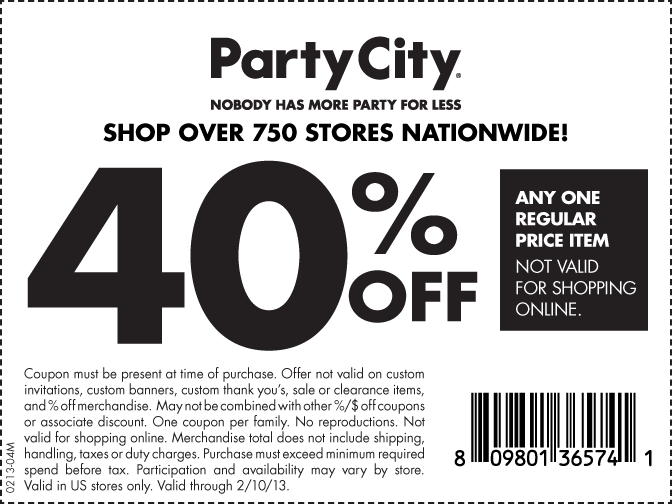 Party City.
NOBODY HAS MORE PARTY FOR LESS
SHOP OVER 750 STORES NATIONWIDE!
40% OFF
ANY ONE
REGULAR
PRICE ITEM
NOT VALID
FOR SHOPPING
ONLINE.
Coupon must be present at time of purchase. Offer not valid on custom
invitations, custom banners, custom thank you's, sale or clearance items,
and % off merchandise. May not be combined with other %/$ off coupons
or associate discount. One coupon per family. No reproductions. Not
valid for shopping online. Merchandise total does not include shipping,
handling, taxes or duty charges. Purchase must exceed minimum required
spend before tax. Participation and availability may vary by store.
Valid in US stores only. Valid through 2/10/13.
0213-04M
8 09801 36574 1